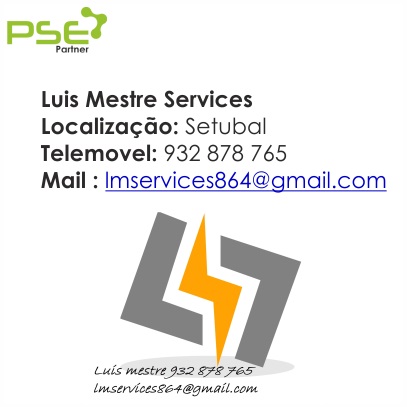 PSE
Partner
Luis Mestre Services
Localização: Setubal
Telemovel: 932 878 765
Mail : lmservices864@gmail.com
Luis mestre 932 878 765
lmservices864@gmail.com